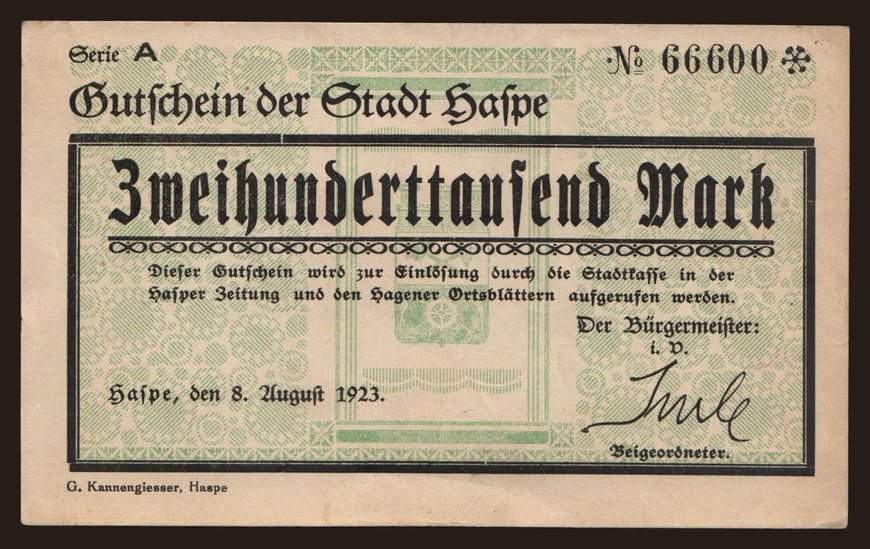 Serie A
·No 66600
Gutschein der Stadt Haspe
Zweihunderttausend Mark
Dieser Gutschein wird zur Einlösung durch die Stadtkasse in der
Hasper Zeitung und den Hagener Ortsblättern aufgerufen werden.
Der Bürgermeister:
i. V.
Haspe, den 8. August 1923.
Beigeordneter.
G. Kannengiesser, Haspe